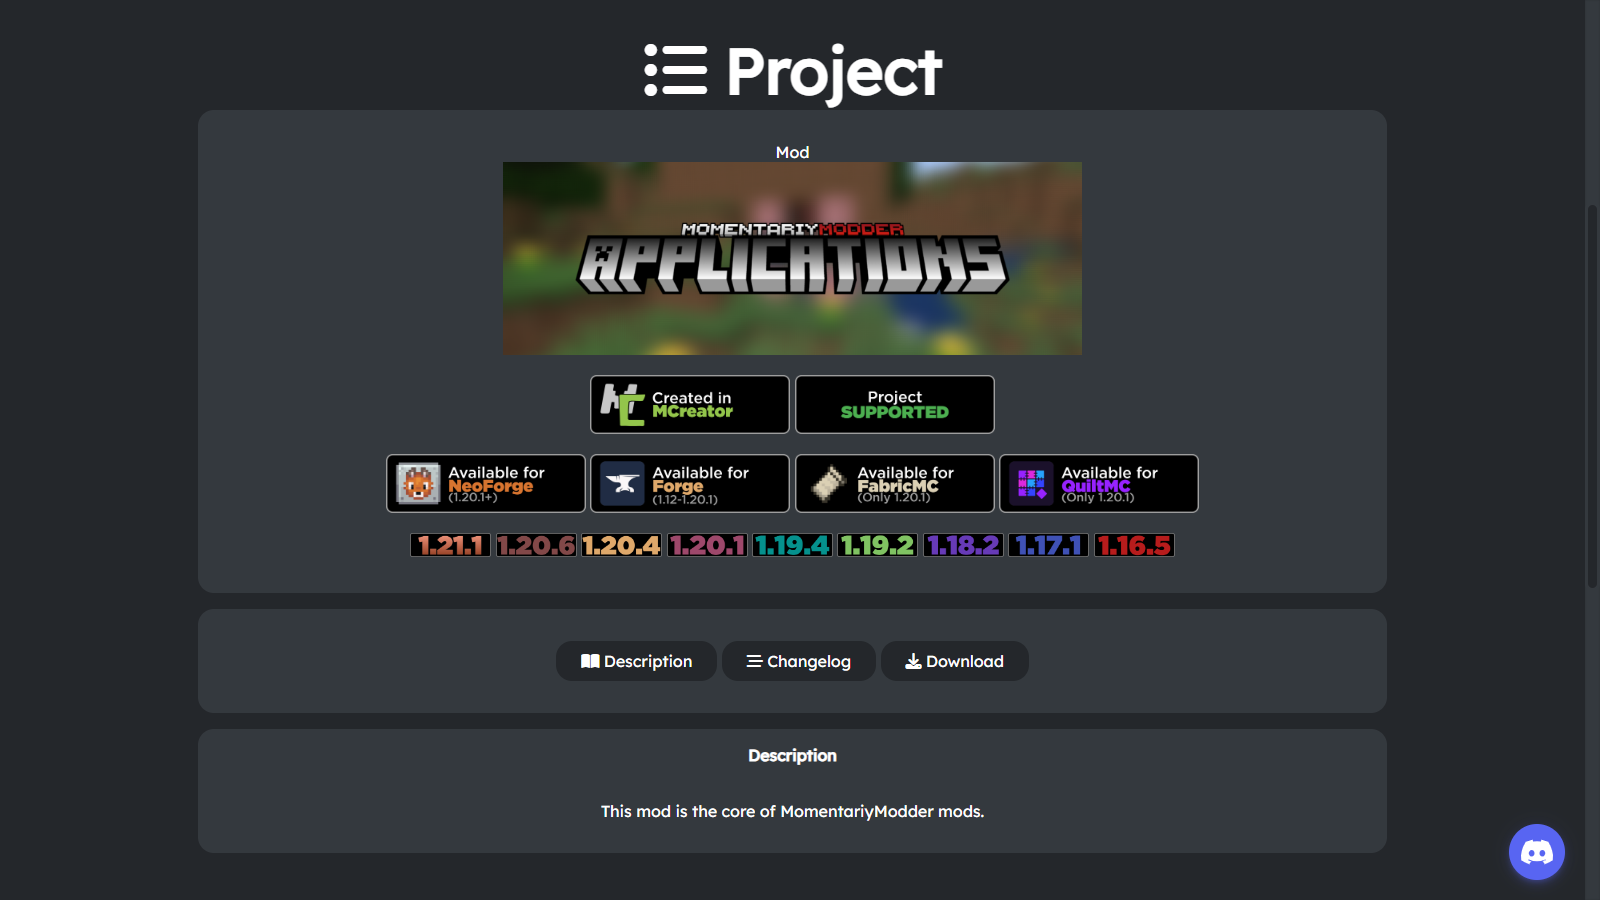 Project
Mod
MOMENTARIYMODDER
APPLICATIONS
Created in
MCreator
Project
SUPPORTED
Available for
NeoForge
(1.20.1+)
Available for
Forge
(1.12-1.20.1)
Available for
FabricMC
(Only 1.20.1)
Available for
QuiltMC
(Only 1.20.1)
1.21.1 1.20.6 1.20.4 1.20.1 1.19.4 1.19.2 1.18.2 1.17.1 1.16.5
Description Changelog Download
Description
This mod is the core of MomentariyModder mods.